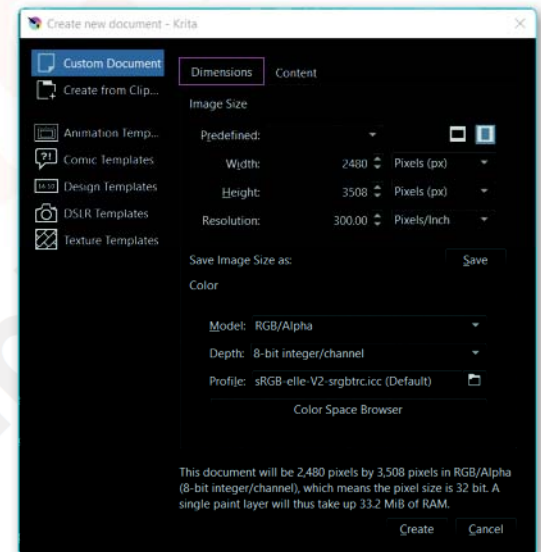 Create new document - Krita
Custom Document
Create from Clip...
Animation Temp...
?! Comic Templates
Design Templates
DSLR Templates
Texture Templates
Dimensions Content
Image Size
Predefined:
Width: 2480 Pixels (px)
Height: 3508 Pixels (px)
Resolution: 300.00 Pixels/Inch
Save Image Size as: Save
Color
Model: RGB/Alpha
Depth: 8-bit integer/channel
Profile: sRGB-elle-V2-srgbtrc.icc (Default)
Color Space Browser
This document will be 2,480 pixels by 3,508 pixels in RGB/Alpha
(8-bit integer/channel), which means the pixel size is 32 bit. A
single paint layer will thus take up 33.2 MiB of RAM.
Create Cancel